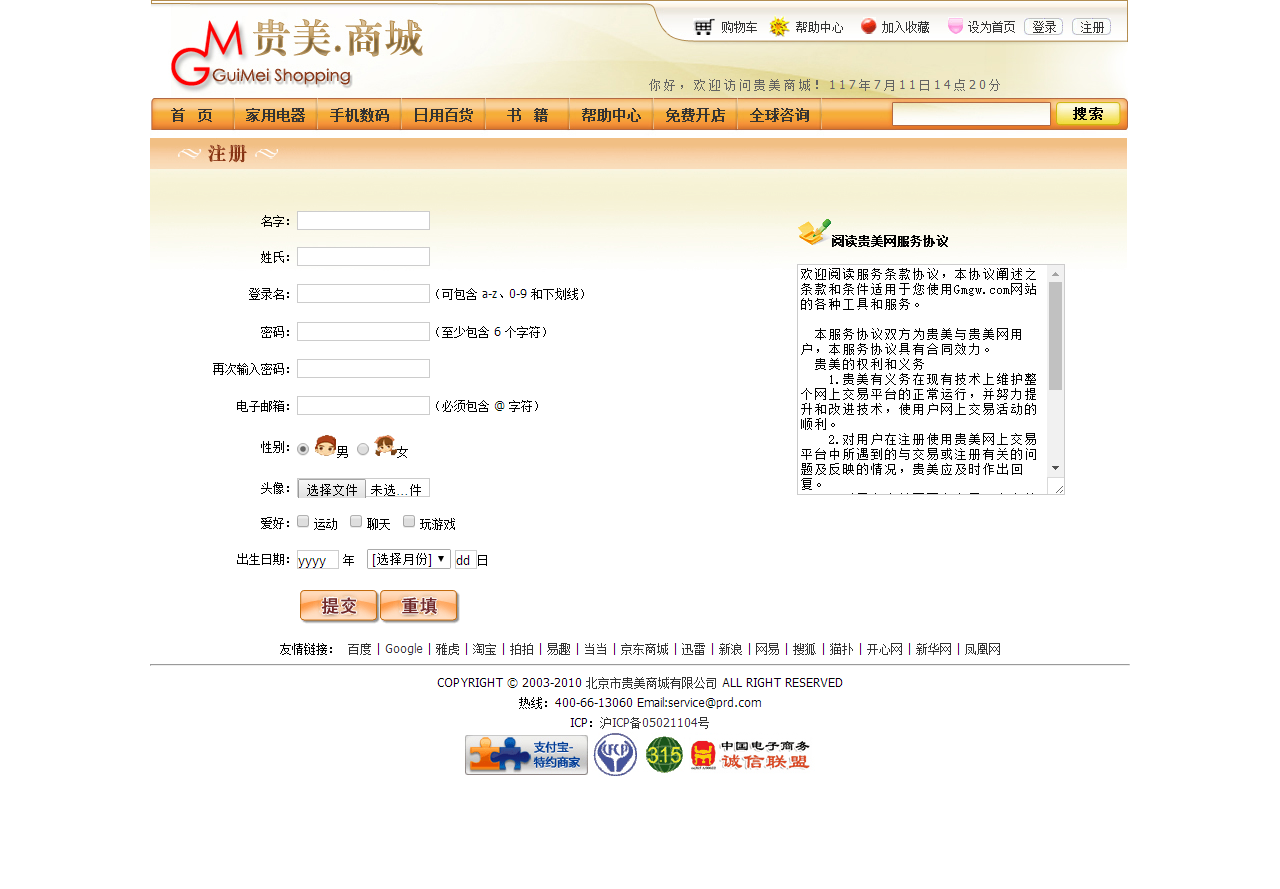 贵美.商城
GuiMei Shopping
购物车 帮助中心 加入收藏 设为首页 登录 注册
你好，欢迎访问贵美商城！117年7月11日14点20分
首 页 家用电器 手机数码 日用百货 书 籍 帮助中心 免费开店 全球咨询 搜索
注册
名字：
姓氏：
登录名： （可包含 a-z、0-9 和下划线）
密码： （至少包含 6 个字符）
再次输入密码：
电子邮箱： （必须包含 @ 字符）
性别： 男 女
头像： 选择文件 未选...件
爱好： 运动 聊天 玩游戏
出生日期： yyyy 年 [选择月份] dd 日
提交 重填
阅读贵美网服务协议
欢迎阅读服务条款协议，本协议阐述之
条款和条件适用于您使用Gmgw.com网站
的各种工具和服务。
本服务协议双方为贵美与贵美网用
户，本服务协议具有合同效力。
贵美的权利和义务
1.贵美有义务在现有技术上维护整
个网上交易平台的正常运行，并努力提
升和改进技术，使用户网上交易活动的
顺利。
2.对用户在注册使用贵美网上交易
平台中所遇到的与交易或注册有关的问
题及反映的情况，贵美应及时作出回
复。
友情链接： 百度 | Google | 雅虎 | 淘宝 | 拍拍 | 易趣 | 当当 | 京东商城 | 迅雷 | 新浪 | 网易 | 搜狐 | 猫扑 | 开心网 | 新华网 | 凤凰网
COPYRIGHT © 2003-2010 北京市贵美商城有限公司 ALL RIGHT RESERVED
热线：400-66-13060 Email:service@prd.com
ICP：沪ICP备05021104号
支付宝-
特约商家
CFCP
315
中国电子商务
诚信联盟